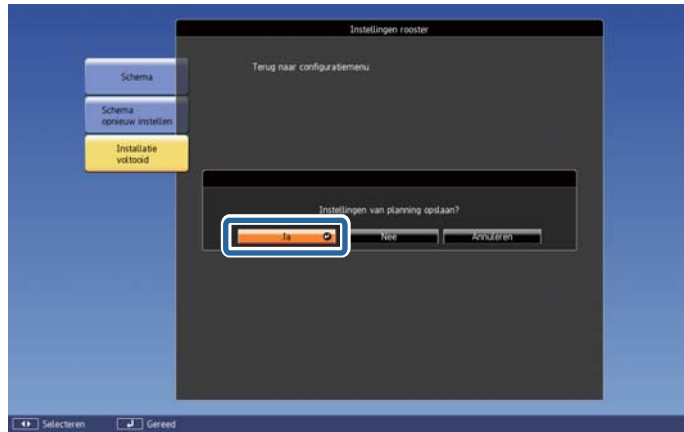 Instellingen rooster
Terug naar configuratiemenu
Schema
Schema
opnieuw instellen
Installatie
voltooid
Instellingen van planning opslaan?
Ja Nee Annuleren
Selecteren Gereed